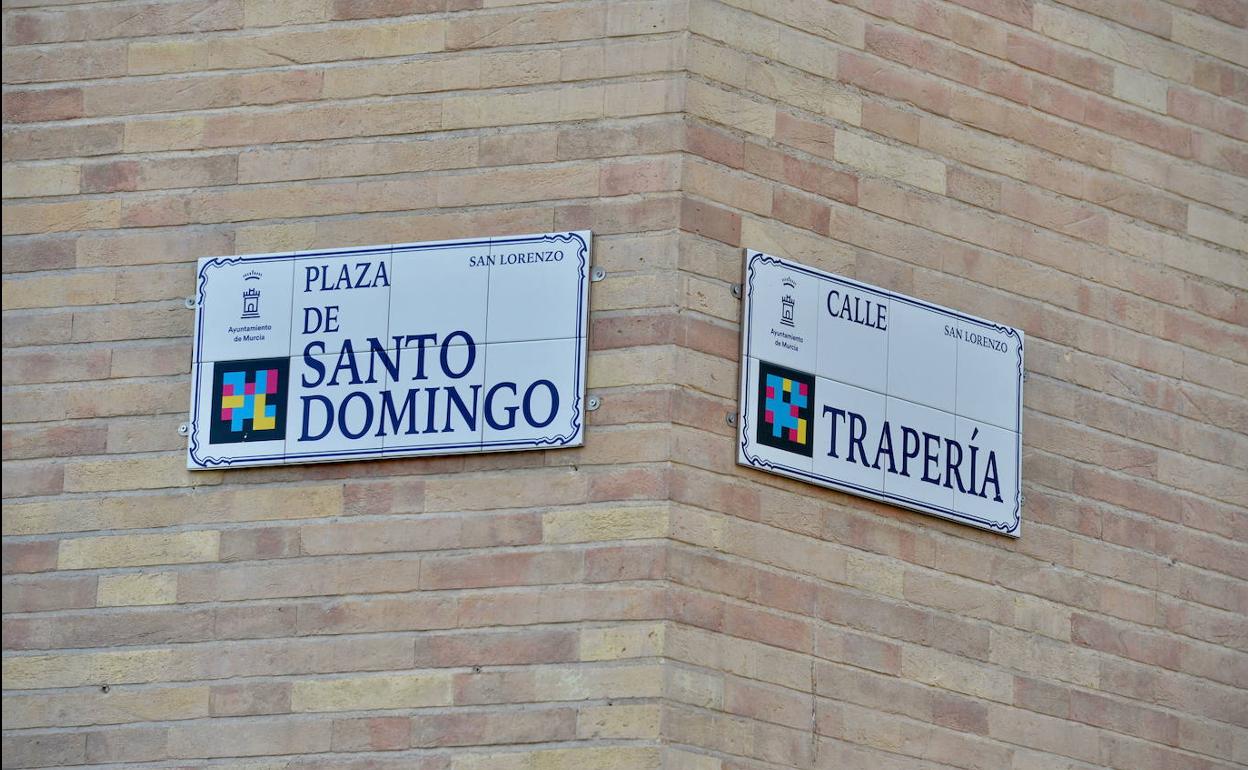 PLAZA
DE
SANTO
DOMINGO
SAN LORENZO
Ayuntamiento
de Murcia
CALLE
SAN LORENZO
TRAPERÍA
Ayuntamiento
de Murcia